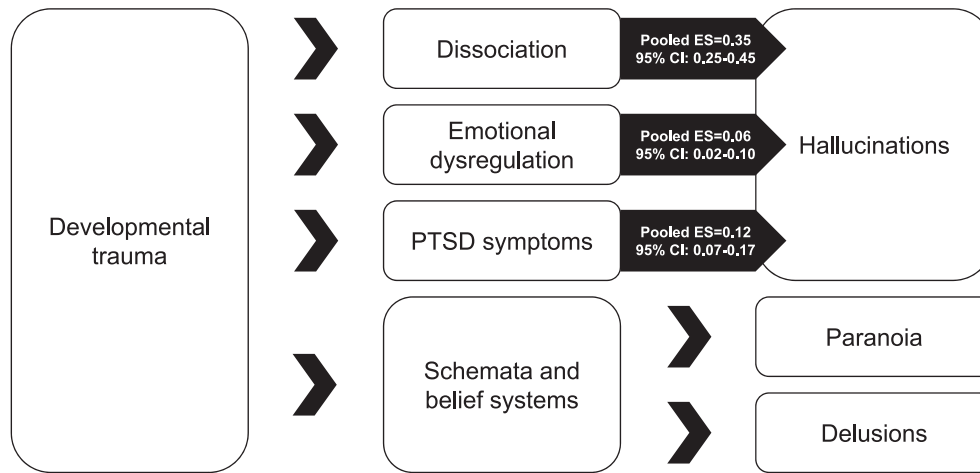 Developmental
trauma
Dissociation
Pooled ES=0.35
95% CI: 0.25-0.45
Emotional
dysregulation
Pooled ES=0.06
95% CI: 0.02-0.10
PTSD symptoms
Pooled ES=0.12
95% CI: 0.07-0.17
Hallucinations
Schemata and
belief systems
Paranoia
Delusions